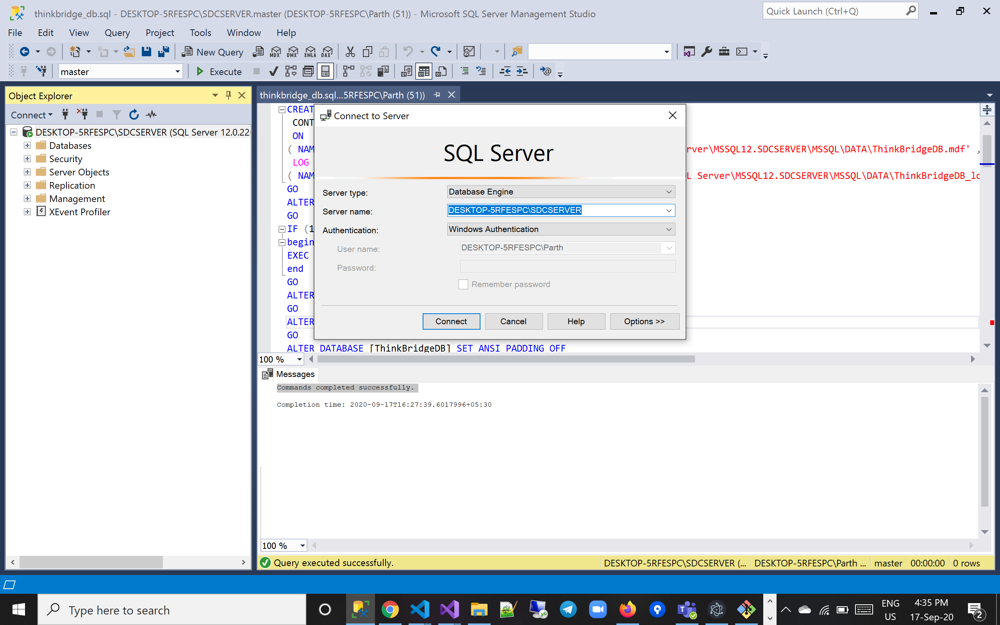 thinkbridge_db.sql - DESKTOP-5RFESPC\SDCSERVER.master (DESKTOP-5RFESPC\Parth (51)) - Microsoft SQL Server Management Studio
Quick Launch (Ctrl+Q)
File Edit View Query Project Tools Window Help
New Query MDX DMX XMLA DAX
master Execute
Object Explorer
Connect
DESKTOP-5RFESPC\SDCSERVER (SQL Server 12.0.22
Databases
Security
Server Objects
Replication
Management
XEvent Profiler
thinkbridge_db.sql...5RFESPC\Parth (51))
CREAT
CONT
ON
( NAM rver\MSSQL12.SDCSERVER\MSSQL\DATA\ThinkBridgeDB.mdf' ,
LOG
( NAM L Server\MSSQL12.SDCSERVER\MSSQL\DATA\ThinkBridgeDB_lo
GO
ALTER
GO
IF (1
begin
EXEC
end
GO
ALTER
GO
ALTER
GO
ALTER DATABASE [ThinkBridgeDB] SET ANSI PADDING OFF
Connect to Server
SQL Server
Server type: Database Engine
Server name: DESKTOP-5RFESPC\SDCSERVER
Authentication: Windows Authentication
User name: DESKTOP-5RFESPC\Parth
Password:
Remember password
Connect Cancel Help Options >>
100 %
Messages
Commands completed successfully.
Completion time: 2020-09-17T16:27:39.6017996+05:30
100 %
Query executed successfully. DESKTOP-5RFESPC\SDCSERVER (... DESKTOP-5RFESPC\Parth ... master 00:00:00 0 rows
Type here to search
ENG
US
4:35 PM
17-Sep-20
2